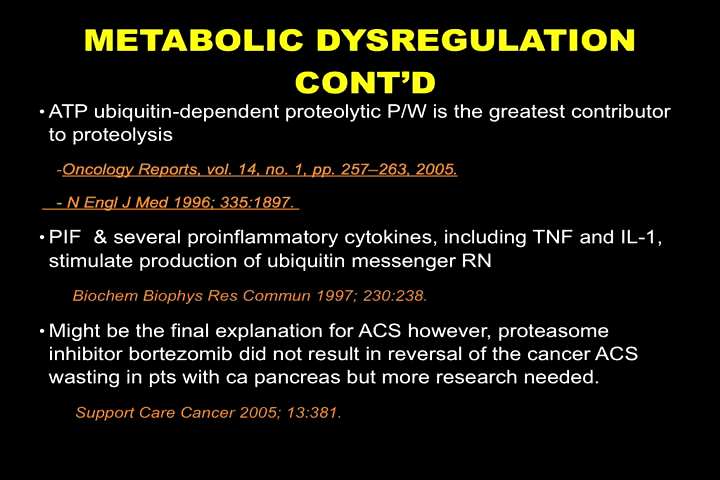 METABOLIC DYSREGULATION
CONT’D
• ATP ubiquitin-dependent proteolytic P/W is the greatest contributor
to proteolysis
-Oncology Reports, vol. 14, no. 1, pp. 257–263, 2005.
- N Engl J Med 1996; 335:1897.
• PIF & several proinflammatory cytokines, including TNF and IL-1,
stimulate production of ubiquitin messenger RN
Biochem Biophys Res Commun 1997; 230:238.
• Might be the final explanation for ACS however, proteasome
inhibitor bortezomib did not result in reversal of the cancer ACS
wasting in pts with ca pancreas but more research needed.
Support Care Cancer 2005; 13:381.